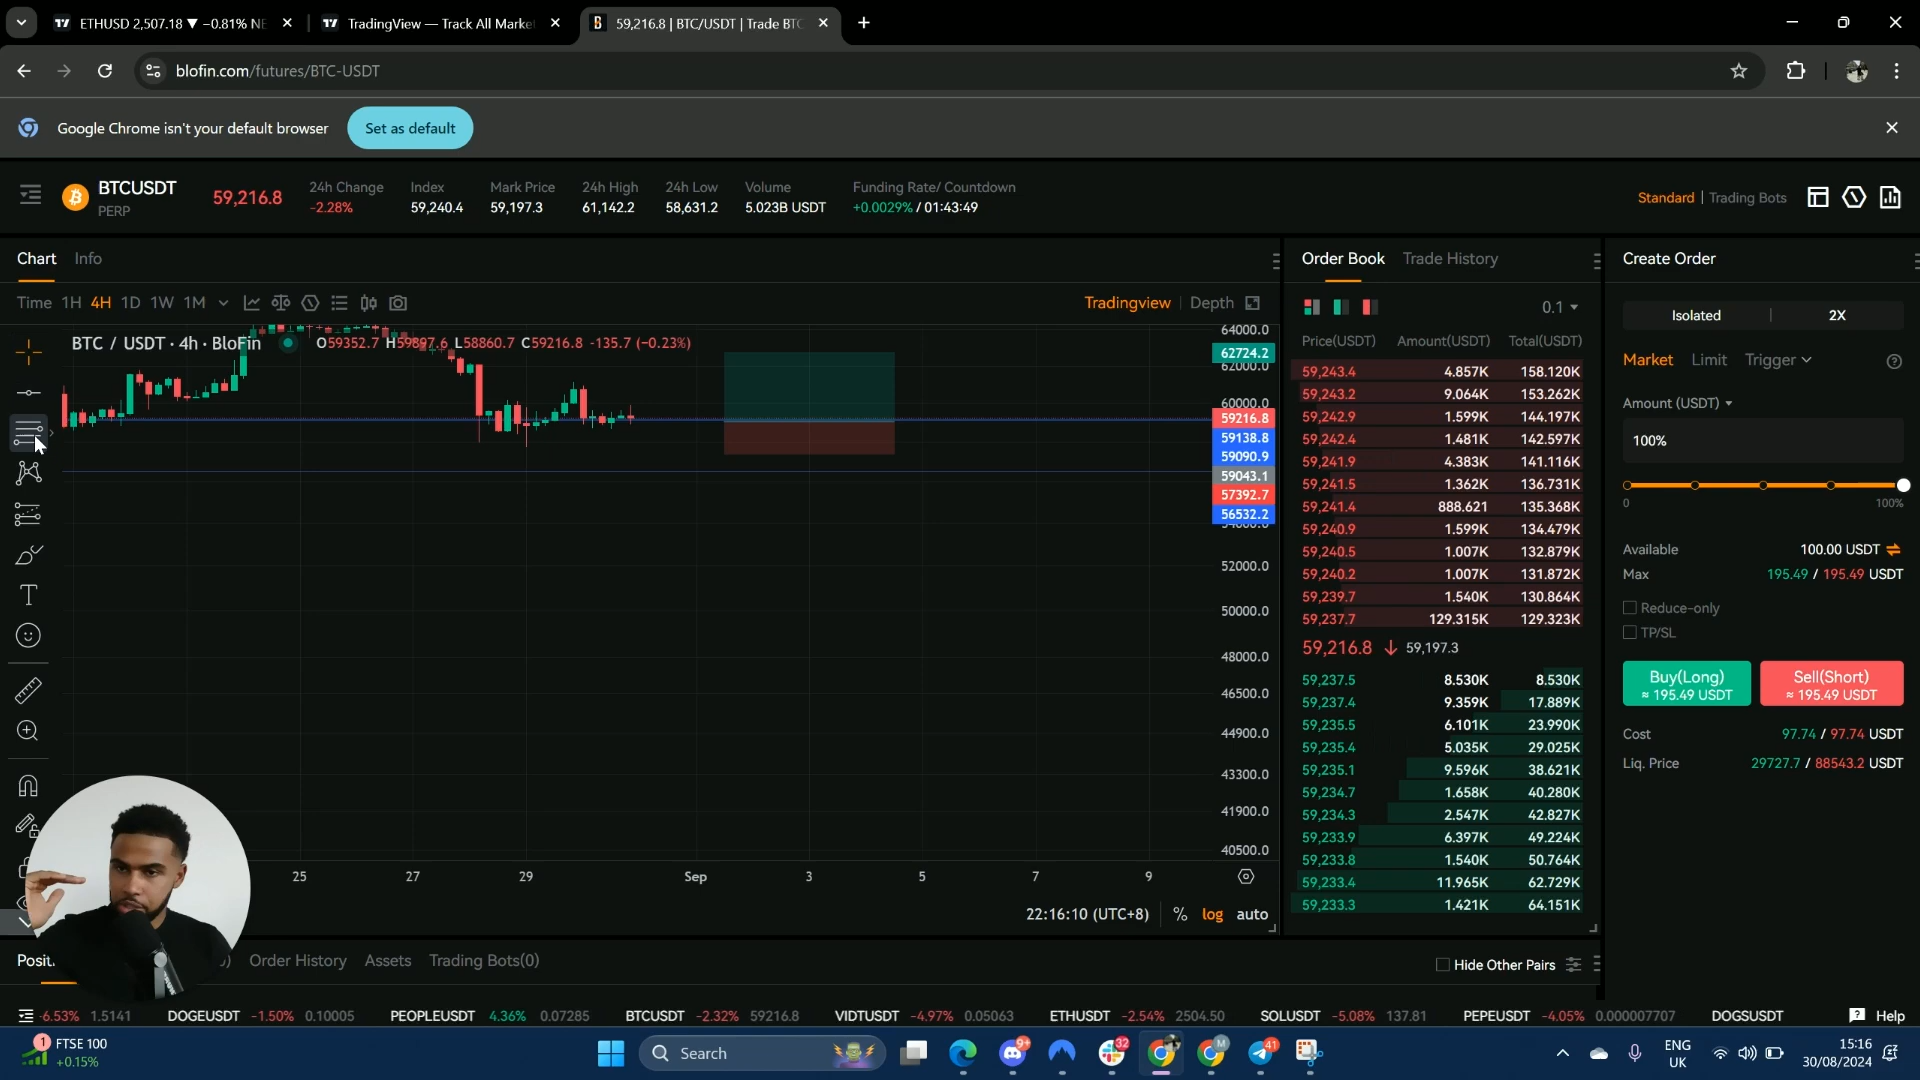 ETHUSD 2,507.18 ▼ −0.81% NE
TradingView — Track All Marke
59,216.8 | BTC/USDT | Trade BTC
blofin.com/futures/BTC-USDT
Google Chrome isn't your default browser
Set as default
BTCUSDT
PERP
59,216.8
24h Change
-2.28%
Index
59,240.4
Mark Price
59,197.3
24h High
61,142.2
24h Low
58,631.2
Volume
5.023B USDT
Funding Rate/ Countdown
+0.0029% / 01:43:49
Standard | Trading Bots
Chart Info
Time 1H 4H 1D 1W 1M
Tradingview | Depth
BTC / USDT · 4h · BloFin O59352.7 H59897.6 L58860.7 C59216.8 -135.7 (−0.23%)
64000.0
62724.2
62000.0
60000.0
59216.8
59138.8
59090.9
59043.1
57392.7
56532.2
54000.0
52000.0
50000.0
48000.0
46500.0
44900.0
43300.0
41900.0
40500.0
25 27 29 Sep 3 5 7 9
22:16:10 (UTC+8) % log auto
Order Book Trade History
0.1
Price(USDT) Amount(USDT) Total(USDT)
59,243.4 4.857K 158.120K
59,243.2 9.064K 153.262K
59,242.9 1.599K 144.197K
59,242.4 1.481K 142.597K
59,241.9 4.383K 141.116K
59,241.5 1.362K 136.731K
59,241.4 888.621 135.368K
59,240.9 1.599K 134.479K
59,240.5 1.007K 132.879K
59,240.2 1.007K 131.872K
59,239.7 1.540K 130.864K
59,237.7 129.315K 129.323K
59,216.8 ↓ 59,197.3
59,237.5 8.530K 8.530K
59,237.4 9.359K 17.889K
59,235.5 6.101K 23.990K
59,235.4 5.035K 29.025K
59,235.1 9.596K 38.621K
59,234.7 1.658K 40.280K
59,234.3 2.547K 42.827K
59,233.9 6.397K 49.224K
59,233.8 1.540K 50.764K
59,233.4 11.965K 62.729K
59,233.3 1.421K 64.151K
Create Order
Isolated 2X
Market Limit Trigger
Amount (USDT)
100%
0 100%
Available 100.00 USDT
Max 195.49 / 195.49 USDT
Reduce-only
TP/SL
Buy(Long)
≈ 195.49 USDT
Sell(Short)
≈ 195.49 USDT
Cost 97.74 / 97.74 USDT
Liq. Price 29727.7 / 88543.2 USDT
Posit 0) Order History Assets Trading Bots(0)
Hide Other Pairs
-6.53% 1.5141 DOGEUSDT -1.50% 0.10005 PEOPLEUSDT 4.36% 0.07285 BTCUSDT -2.32% 59216.8 VIDTUSDT -4.97% 0.05063 ETHUSDT -2.54% 2504.50 SOLUSDT -5.08% 137.81 PEPEUSDT -4.05% 0.000007707 DOGSUSDT
Help
1
FTSE 100
+0.15%
Search
9+
32
M
41
ENG
UK
15:16
30/08/2024